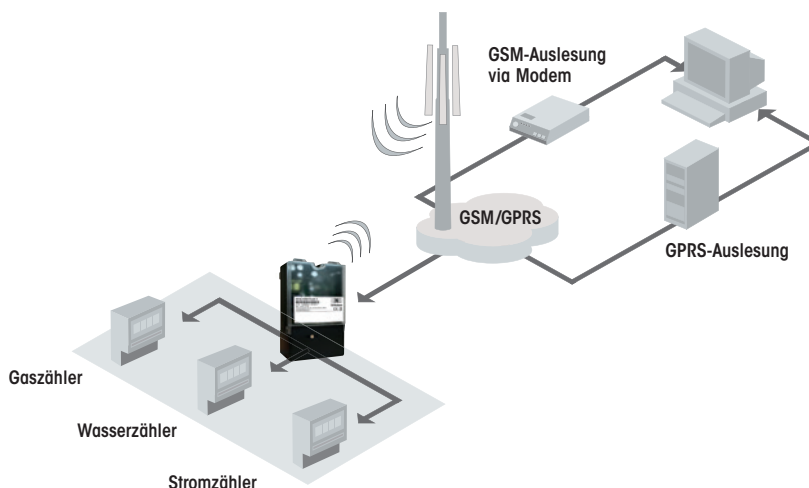 GSM-Auslesung
via Modem
GSM/GPRS
GPRS-Auslesung
Gaszähler
Wasserzähler
Stromzähler